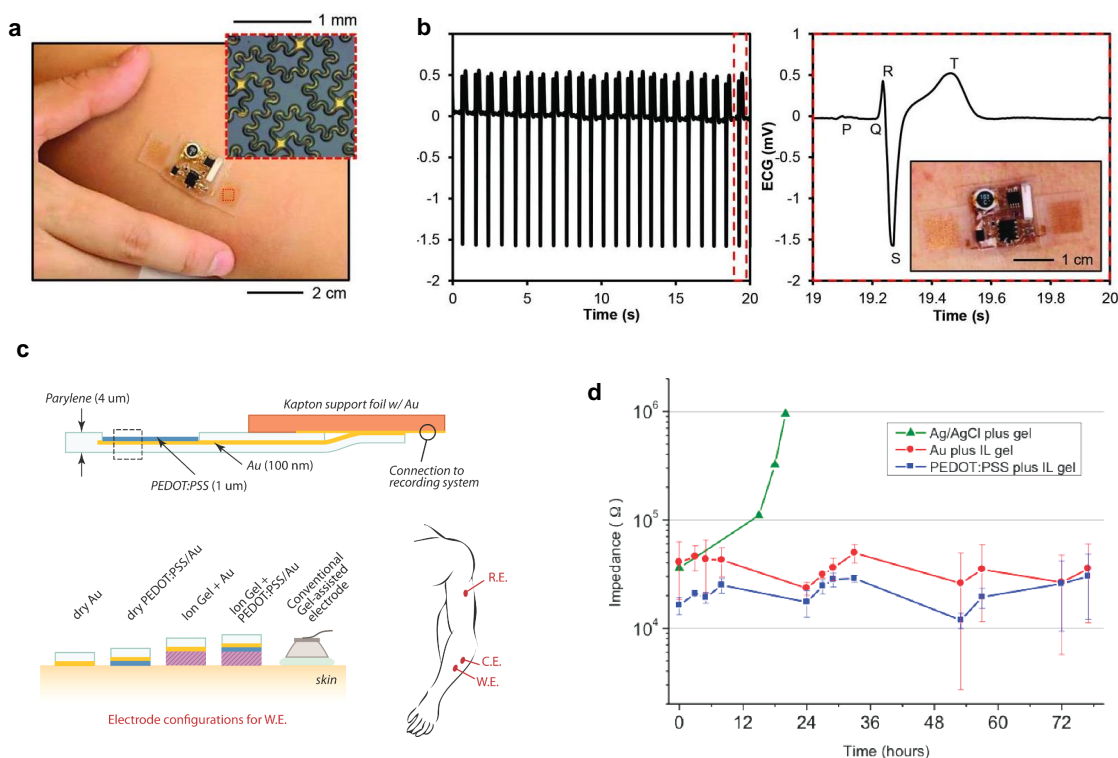 a
1 mm
2 cm
b
1
0.5
0
-0.5
-1
-1.5
-2
0
5
10
15
20
Time (s)
ECG (mV)
1
0.5
0
-0.5
-1
-1.5
-2
R
T
P
Q
S
1 cm
19
19.2
19.4
19.6
19.8
20
Time (s)
c
Parylene (4 um)
Kapton support foil w/ Au
Au (100 nm)
PEDOT:PSS (1 um)
Connection to
recording system
dry Au
dry PEDOT:PSS/Au
Ion Gel + Au
Ion Gel +
PEDOT:PSS/Au
Conventional
Gel-assisted
electrode
skin
Electrode configurations for W.E.
R.E.
C.E.
W.E.
d
Impedance ( Ω )
10⁶
10⁵
10⁴
Ag/AgCl plus gel
Au plus IL gel
PEDOT:PSS plus IL gel
0
12
24
36
48
60
72
Time (hours)